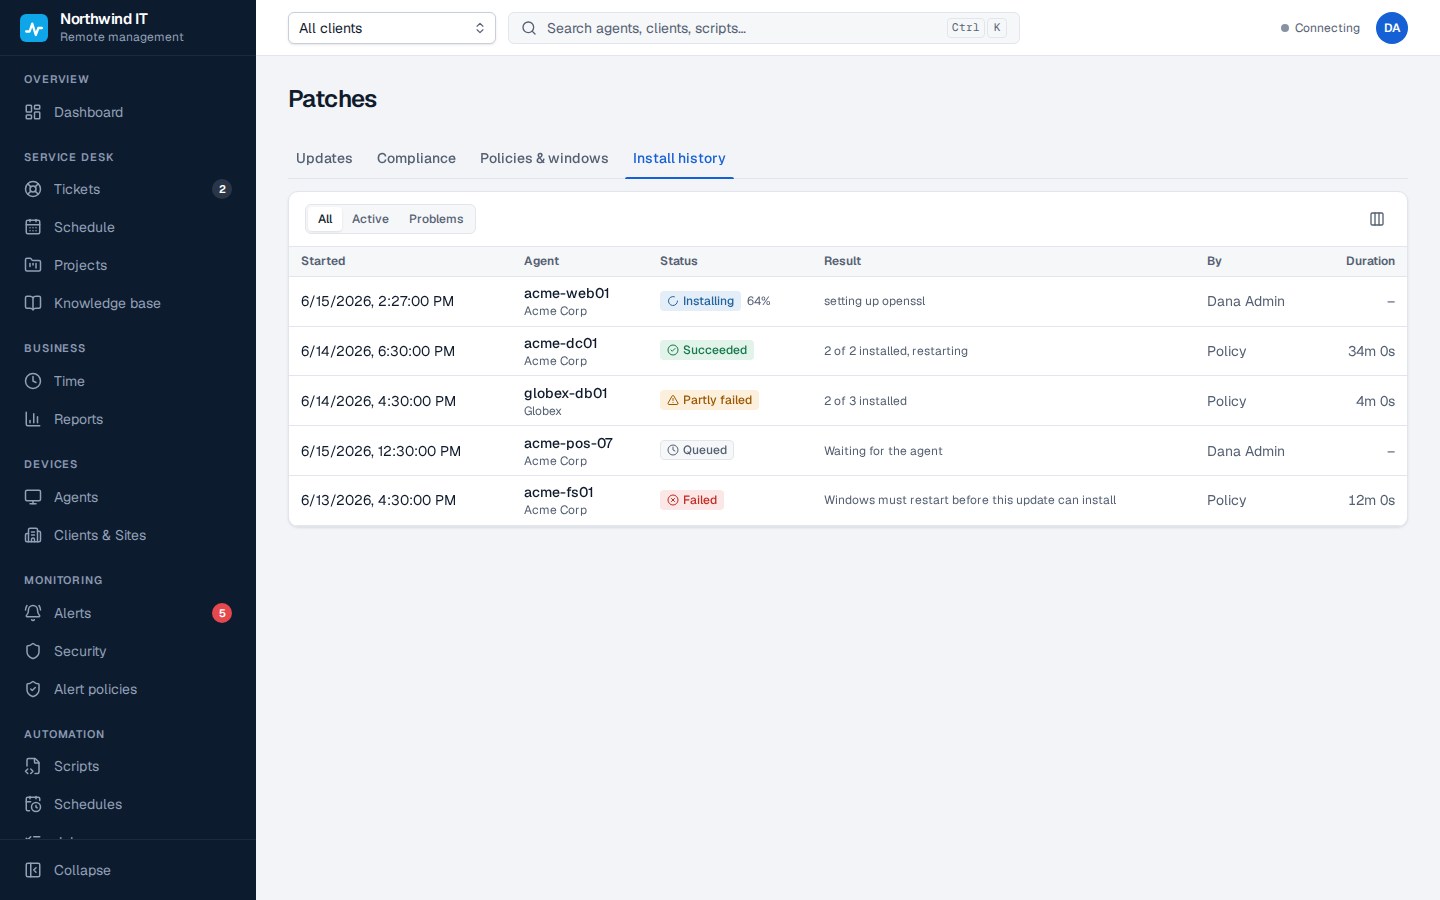 Northwind IT
Remote management
All clients
Search agents, clients, scripts...
Ctrl K
Connecting
DA
OVERVIEW
Dashboard
SERVICE DESK
Tickets 2
Schedule
Projects
Knowledge base
BUSINESS
Time
Reports
DEVICES
Agents
Clients & Sites
MONITORING
Alerts 5
Security
Alert policies
AUTOMATION
Scripts
Schedules
Collapse
Patches
Updates Compliance Policies & windows Install history
All Active Problems
Started Agent Status Result By Duration
6/15/2026, 2:27:00 PM acme-web01 Installing 64% setting up openssl Dana Admin –
Acme Corp
6/14/2026, 6:30:00 PM acme-dc01 Succeeded 2 of 2 installed, restarting Policy 34m 0s
Acme Corp
6/14/2026, 4:30:00 PM globex-db01 Partly failed 2 of 3 installed Policy 4m 0s
Globex
6/15/2026, 12:30:00 PM acme-pos-07 Queued Waiting for the agent Dana Admin –
Acme Corp
6/13/2026, 4:30:00 PM acme-fs01 Failed Windows must restart before this update can install Policy 12m 0s
Acme Corp